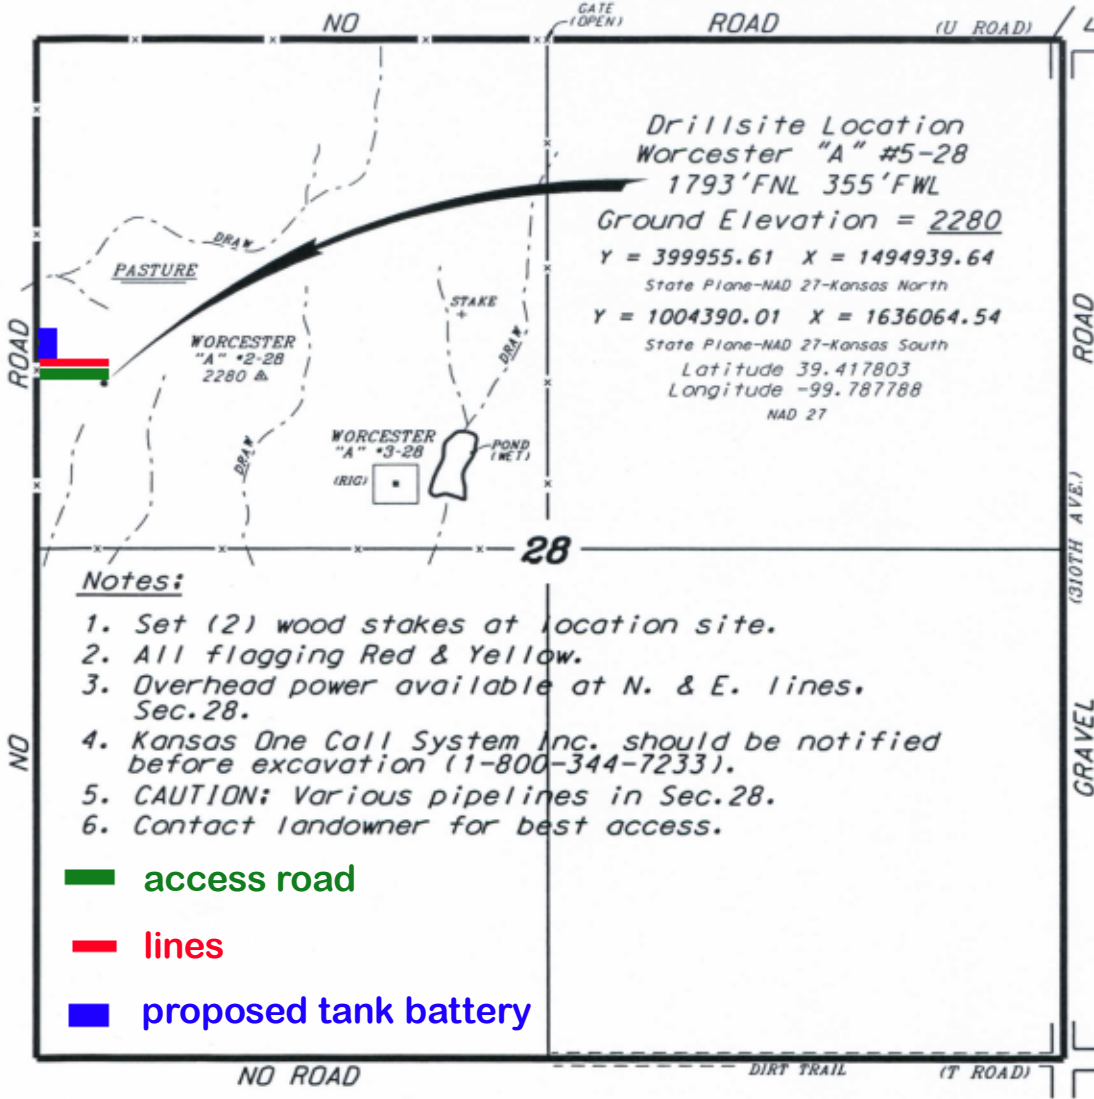 NO
GATE
(OPEN)
ROAD
(U ROAD)
Drillsite Location
Worcester "A" #5-28
1793'FNL 355'FWL
Ground Elevation = 2280
Y = 399955.61 X = 1494939.64
State Plane-NAD 27-Kansas North
Y = 1004390.01 X = 1636064.54
State Plane-NAD 27-Kansas South
Latitude 39.417803
Longitude -99.787788
NAD 27
DRAW
PASTURE
STAKE
ROAD
ROAD
WORCESTER
"A" #2-28
2280
DRAW
WORCESTER
"A" #3-28
(RIG)
POND
(WET)
DRAW
28
(310TH AVE.)
Notes:
1. Set (2) wood stakes at location site.
2. All flagging Red & Yellow.
3. Overhead power available at N. & E. lines.
Sec.28.
4. Kansas One Call System Inc. should be notified
before excavation (1-800-344-7233).
5. CAUTION: Various pipelines in Sec.28.
6. Contact landowner for best access.
NO
GRAVEL
access road
lines
proposed tank battery
NO ROAD
DIRT TRAIL
(T ROAD)